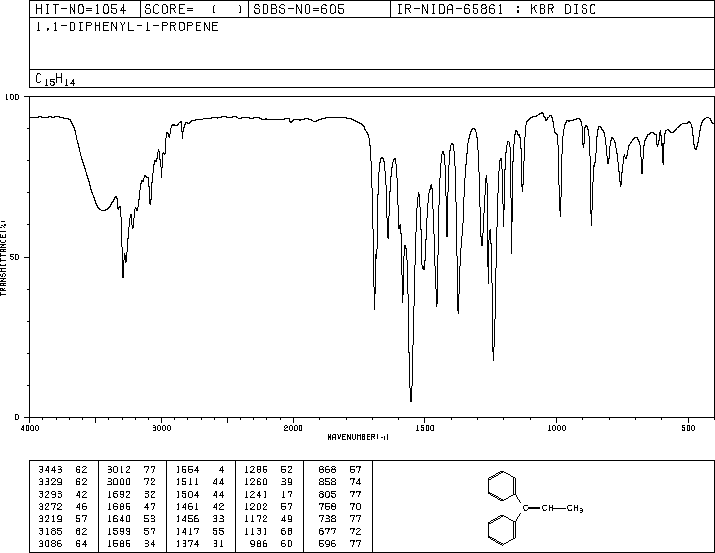 HIT-NO=1054 SCORE= ( ) SDBS-NO=605 IR-NIDA-65861 : KBR DISC
1,1-DIPHENYL-1-PROPENE
C15H14
100
50
0
TRANSMITTANCE(%)
4000 3000 2000 1500 1000 500
WAVENUMBER(-1)
3443 62 3012 77 1554 4 1286 52 868 57
3329 62 3000 72 1511 44 1260 39 858 74
3293 42 1692 32 1504 44 1241 17 805 77
3272 46 1686 47 1461 42 1202 57 758 70
3219 57 1640 53 1456 33 1172 49 738 77
3185 62 1599 57 1417 55 1131 68 677 72
3086 64 1586 34 1374 31 986 60 596 77
C CH CH3